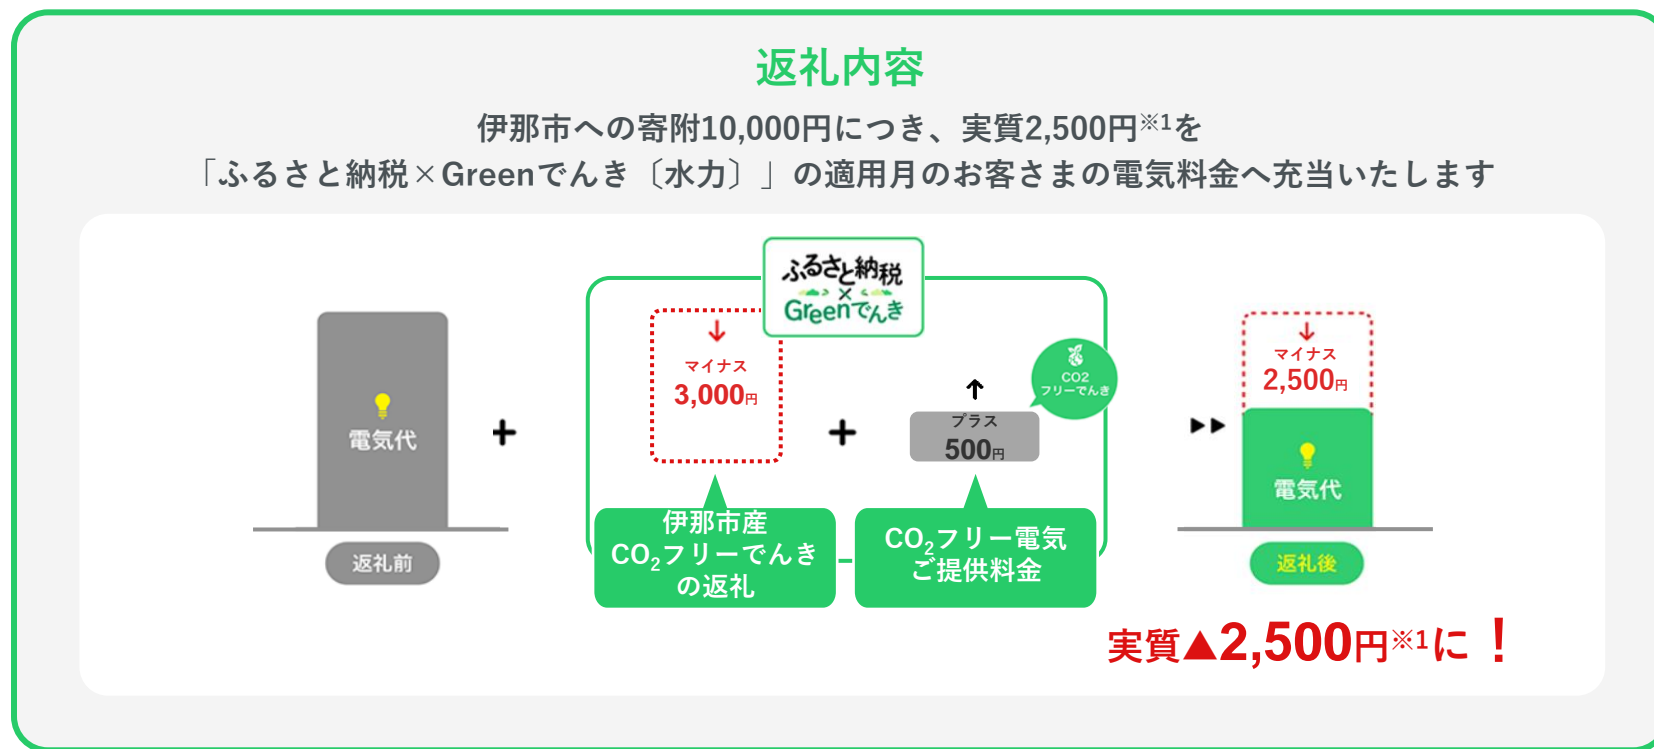 返礼内容
伊那市への寄附10,000円につき、実質2,500円※1を
「ふるさと納税×Greenでんき〔水力〕」の適用月のお客さまの電気料金へ充当いたします
ふるさと納税
×
Greenでんき
電気代
返礼前
+
マイナス
3,000円
伊那市産
CO2フリーでんき
の返礼
+
CO2
フリーでんき
プラス
500円
CO2フリー電気
ご提供料金
マイナス
2,500円
電気代
返礼後
実質▲2,500円※1に！